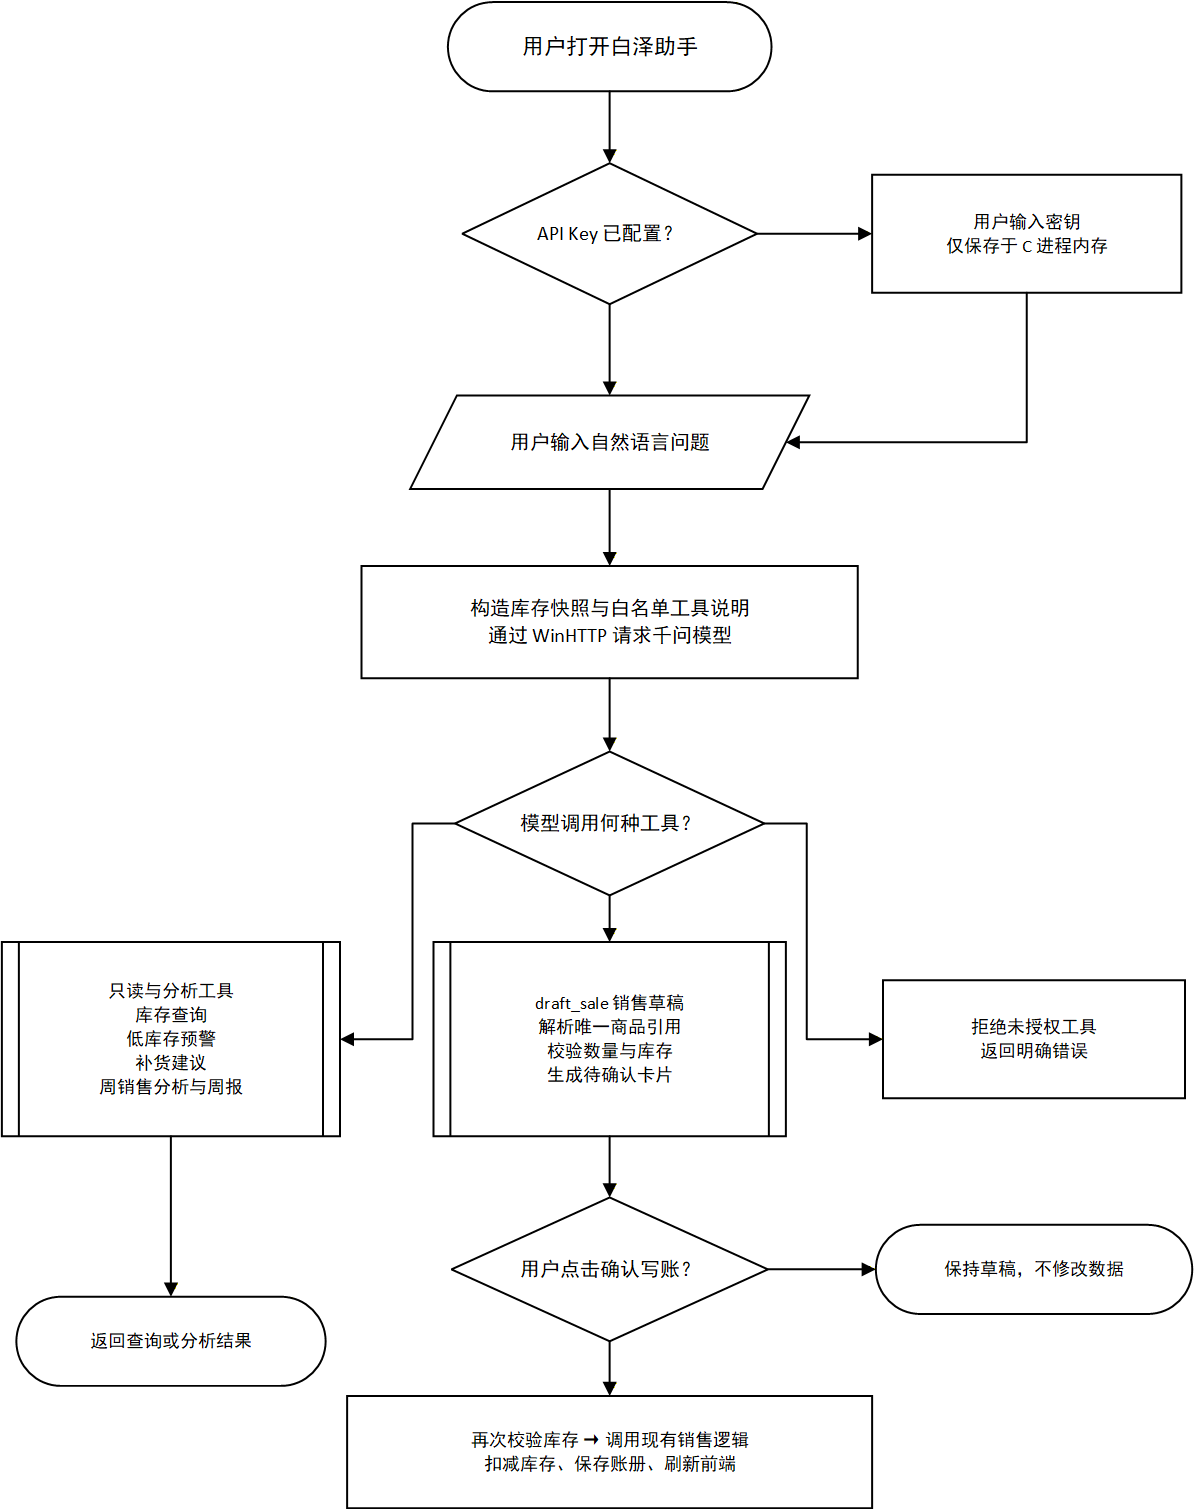 用户打开白泽助手
API Key 已配置？
用户输入密钥
仅保存于 C 进程内存
用户输入自然语言问题
构造库存快照与白名单工具说明
通过 WinHTTP 请求千问模型
模型调用何种工具？
只读与分析工具
库存查询
低库存预警
补货建议
周销售分析与周报
draft_sale 销售草稿
解析唯一商品引用
校验数量与库存
生成待确认卡片
拒绝未授权工具
返回明确错误
用户点击确认写账？
保持草稿，不修改数据
返回查询或分析结果
再次校验库存 → 调用现有销售逻辑
扣减库存、保存账册、刷新前端